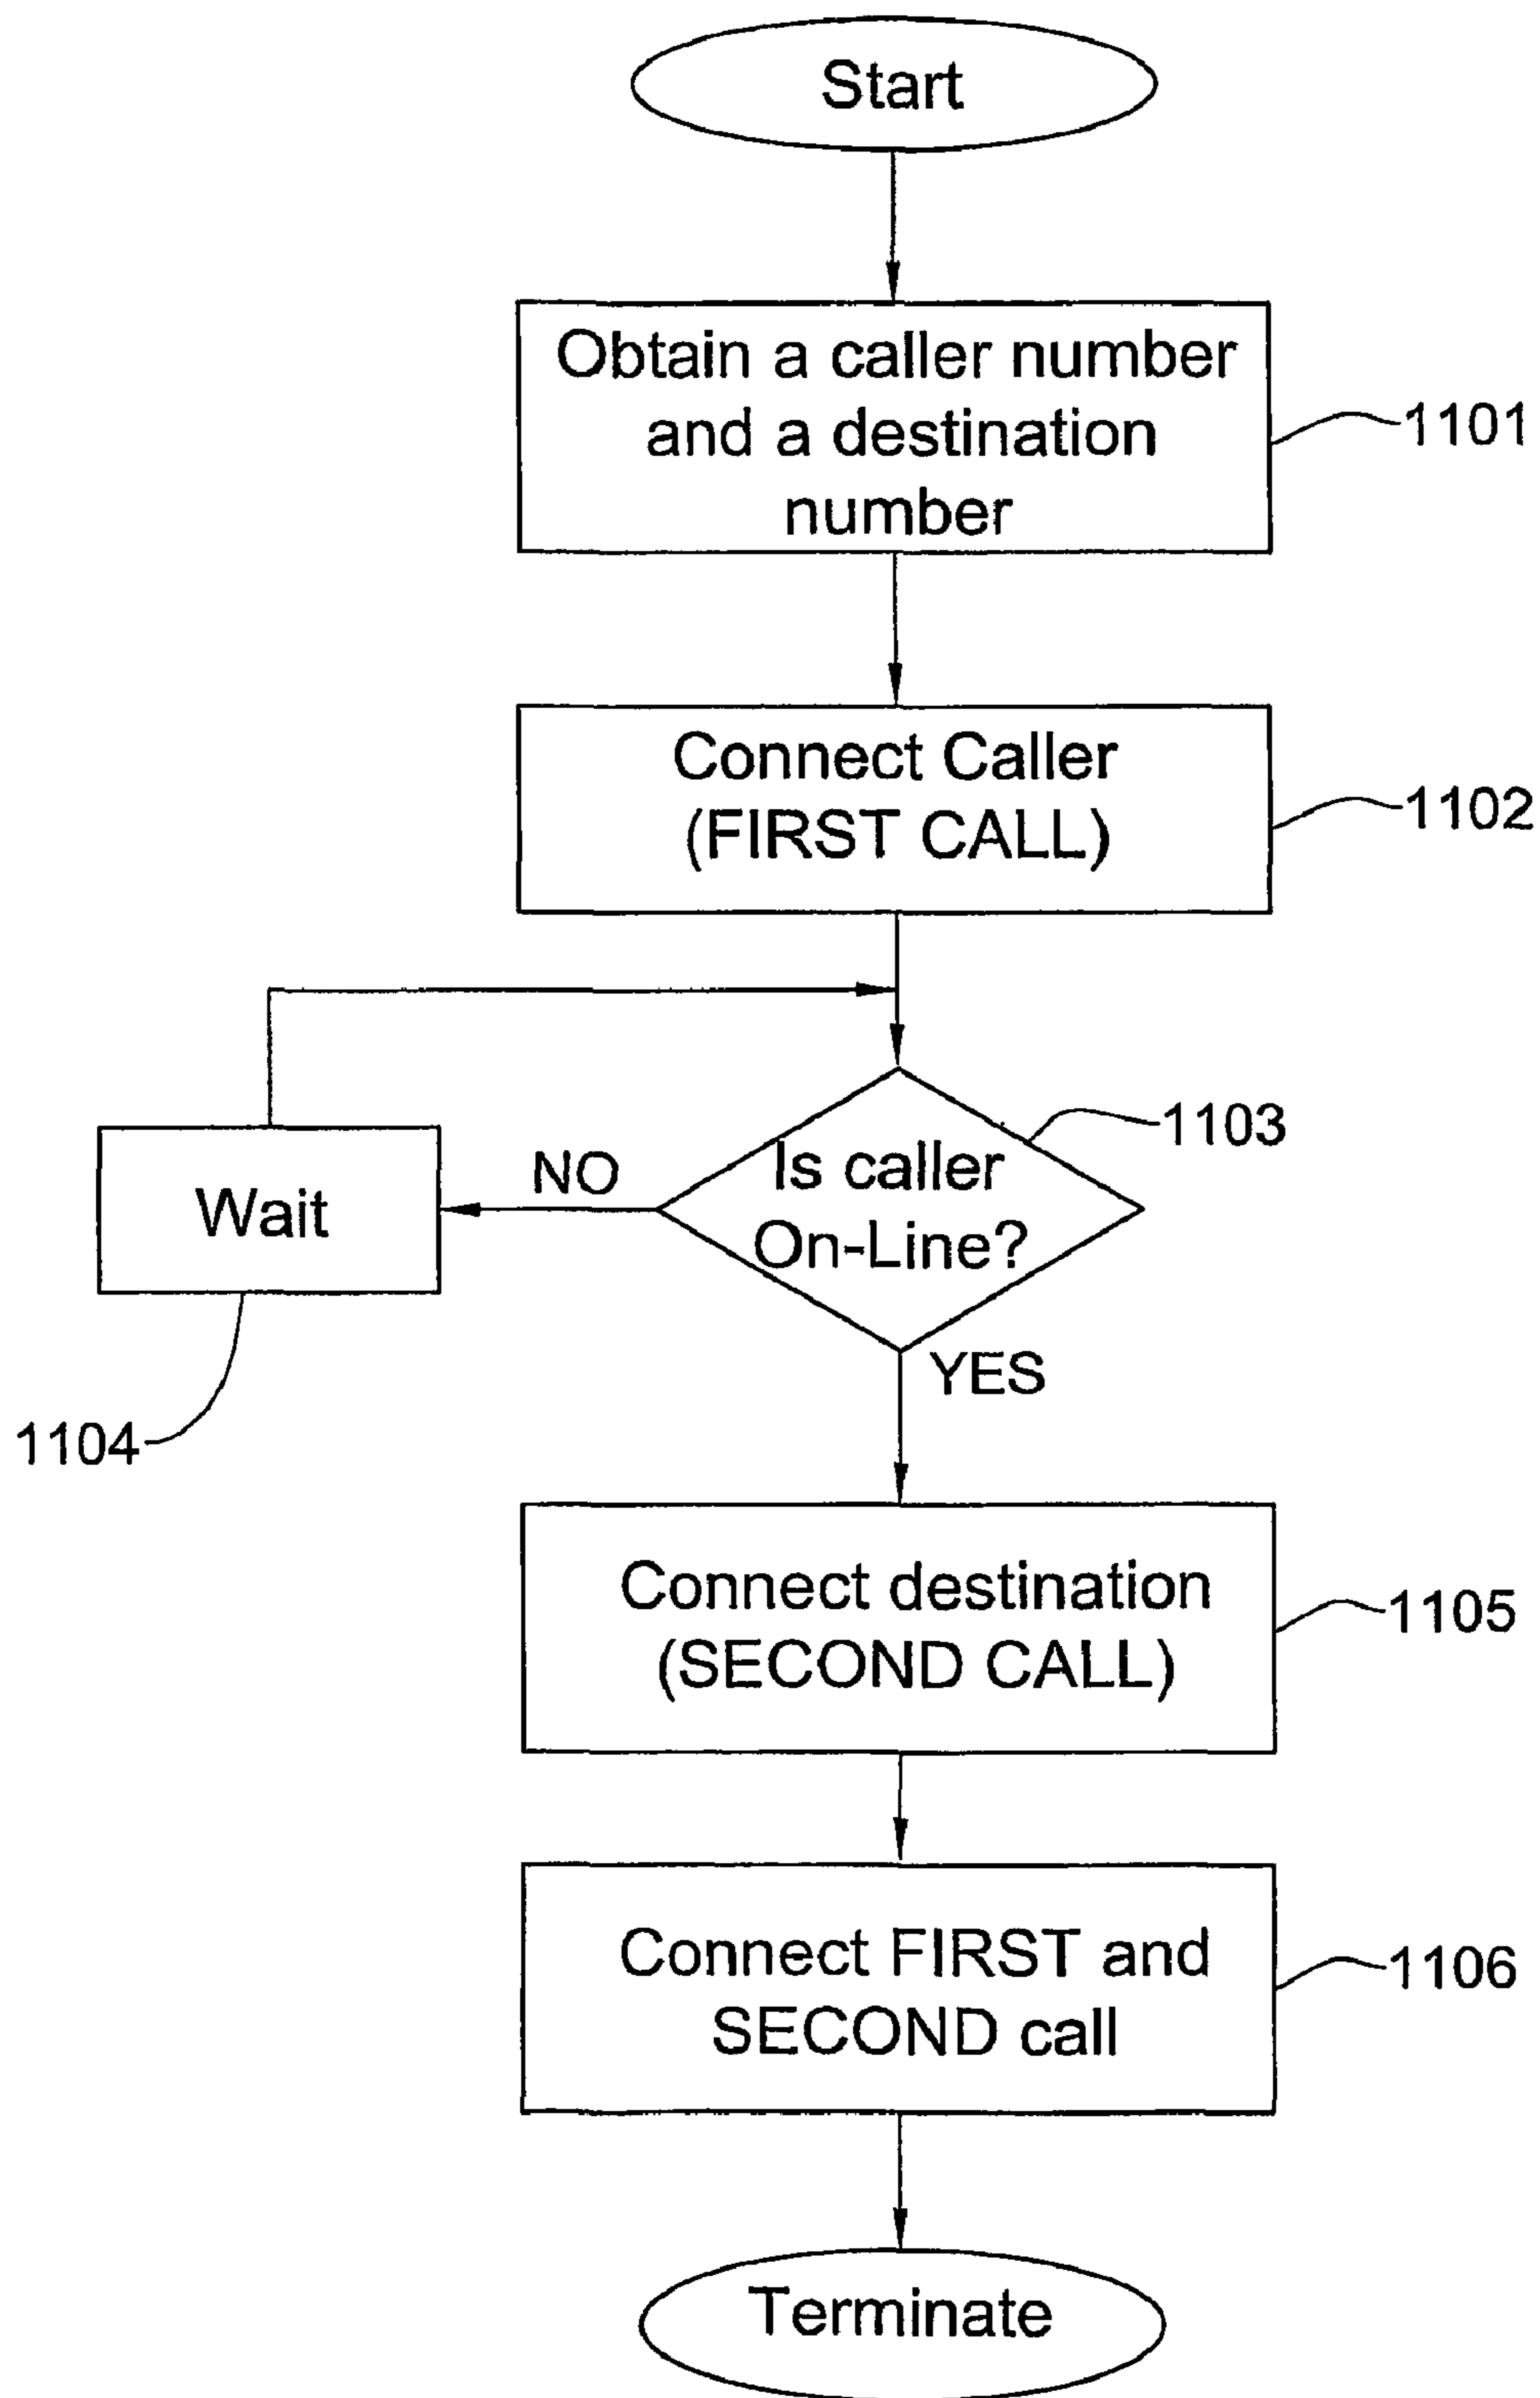 Start
Obtain a caller number
and a destination
number
1101
Connect Caller
(FIRST CALL)
1102
1103
Is caller
On-Line?
NO
Wait
YES
1104
Connect destination
(SECOND CALL)
1105
Connect FIRST and
SECOND call
1106
Terminate